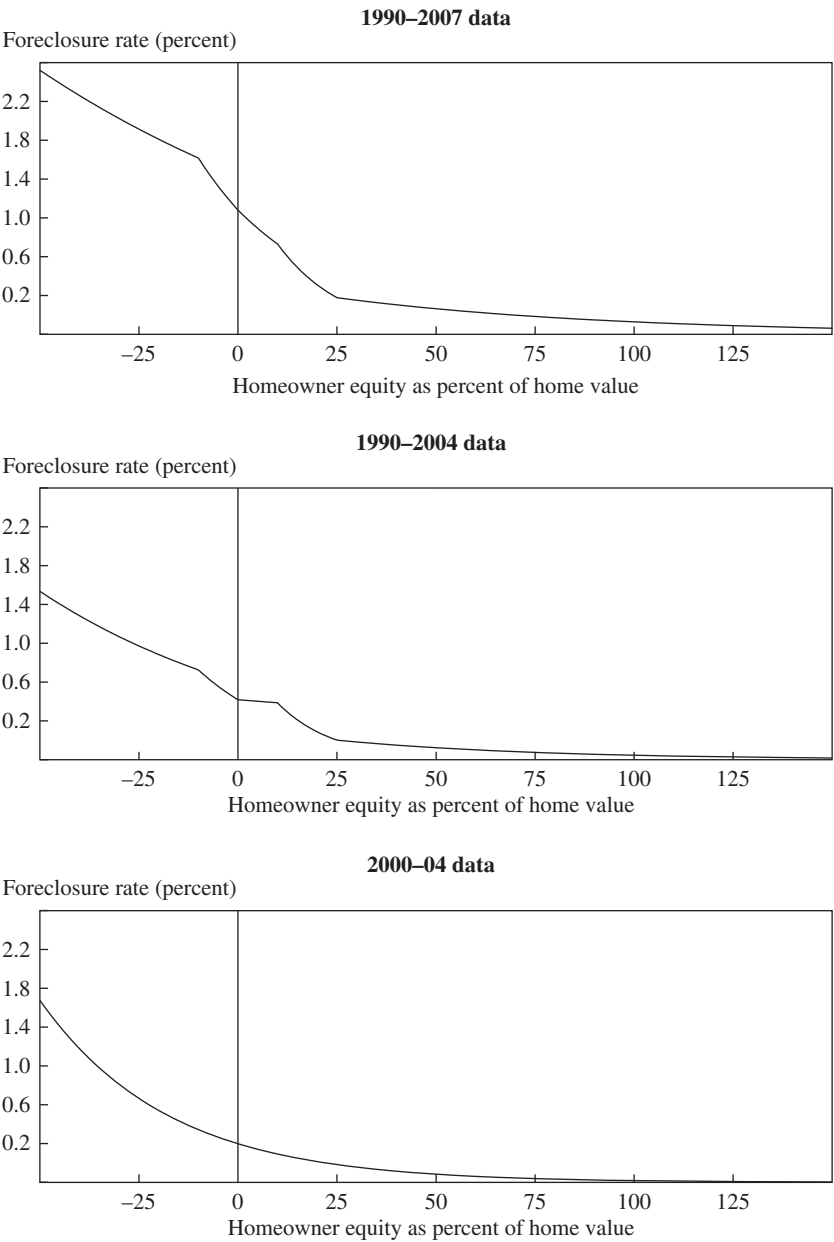 1990–2007 data
Foreclosure rate (percent)
2.2
1.8
1.4
1.0
0.6
0.2
–25 0 25 50 75 100 125
Homeowner equity as percent of home value
1990–2004 data
Foreclosure rate (percent)
2.2
1.8
1.4
1.0
0.6
0.2
–25 0 25 50 75 100 125
Homeowner equity as percent of home value
2000–04 data
Foreclosure rate (percent)
2.2
1.8
1.4
1.0
0.6
0.2
–25 0 25 50 75 100 125
Homeowner equity as percent of home value